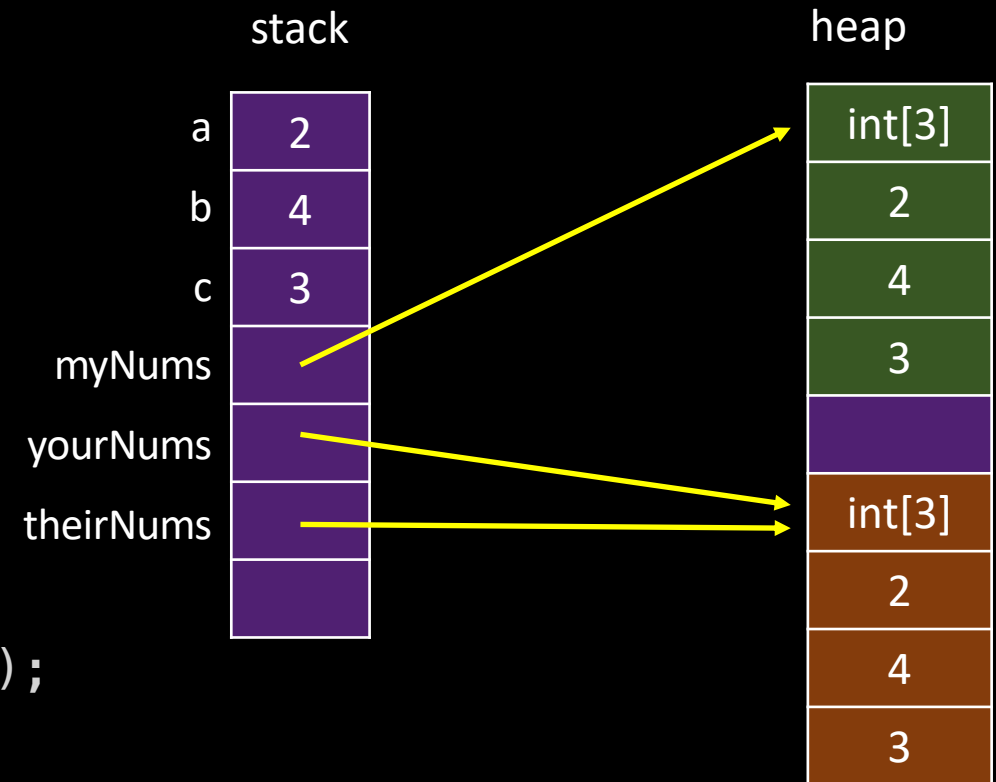 stack
heap
a 2
int[3]
b 4
2
c 3
4
myNums
3
yourNums
theirNums
int[3]
2
);
4
3